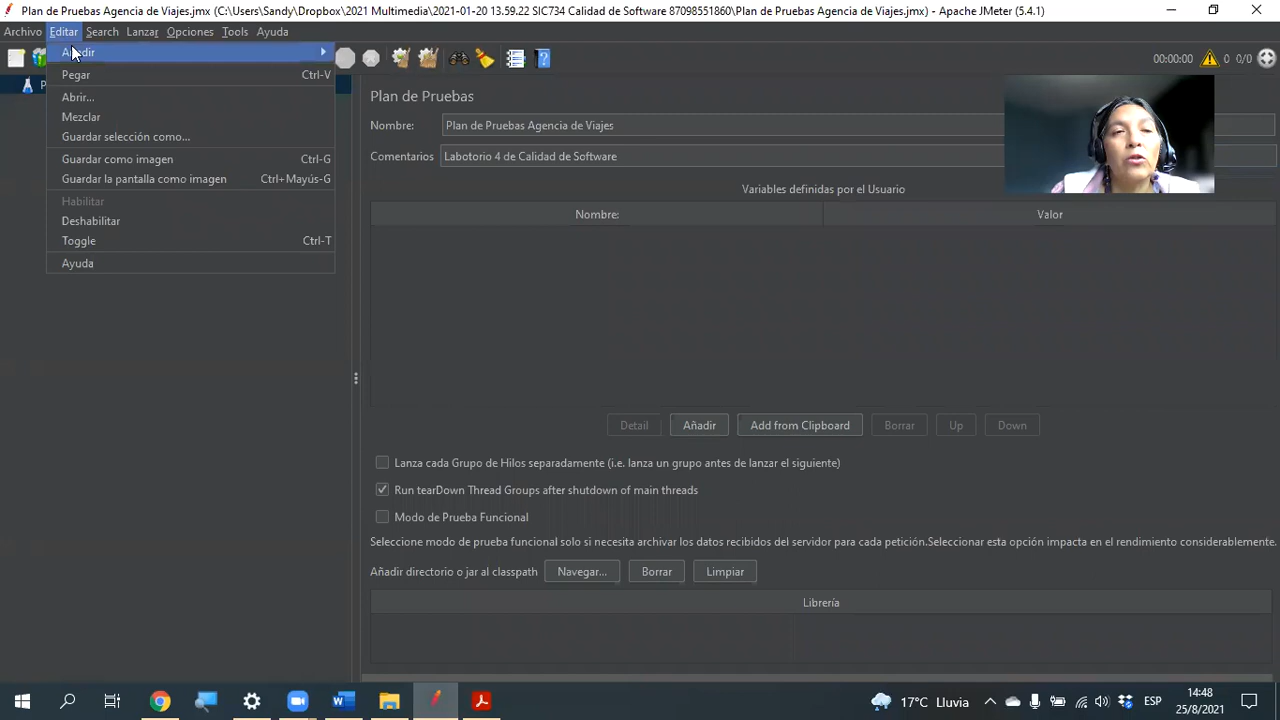 Plan de Pruebas Agencia de Viajes.jmx (C:\Users\Sandy\Dropbox\2021 Multimedia\2021-01-20 13.59.22 SIC734 Calidad de Software 87098551860\Plan de Pruebas Agencia de Viajes.jmx) - Apache JMeter (5.4.1)
Archivo Editar Search Lanzar Opciones Tools Ayuda
Añadir
Pegar Ctrl-V
Abrir...
Mezclar
Guardar selección como...
Guardar como imagen Ctrl-G
Guardar la pantalla como imagen Ctrl+Mayús-G
Habilitar
Deshabilitar
Toggle Ctrl-T
Ayuda
00:00:00 0 0/0
Plan de Pruebas
Nombre: Plan de Pruebas Agencia de Viajes
Comentarios Labotorio 4 de Calidad de Software
Variables definidas por el Usuario
Nombre: Valor
Detail Añadir Add from Clipboard Borrar Up Down
Lanza cada Grupo de Hilos separadamente (i.e. lanza un grupo antes de lanzar el siguiente)
Run tearDown Thread Groups after shutdown of main threads
Modo de Prueba Funcional
Seleccione modo de prueba funcional solo si necesita archivar los datos recibidos del servidor para cada petición.Seleccionar esta opción impacta en el rendimiento considerablemente.
Añadir directorio o jar al classpath Navegar... Borrar Limpiar
Librería
17°C Lluvia ESP 14:48
25/8/2021